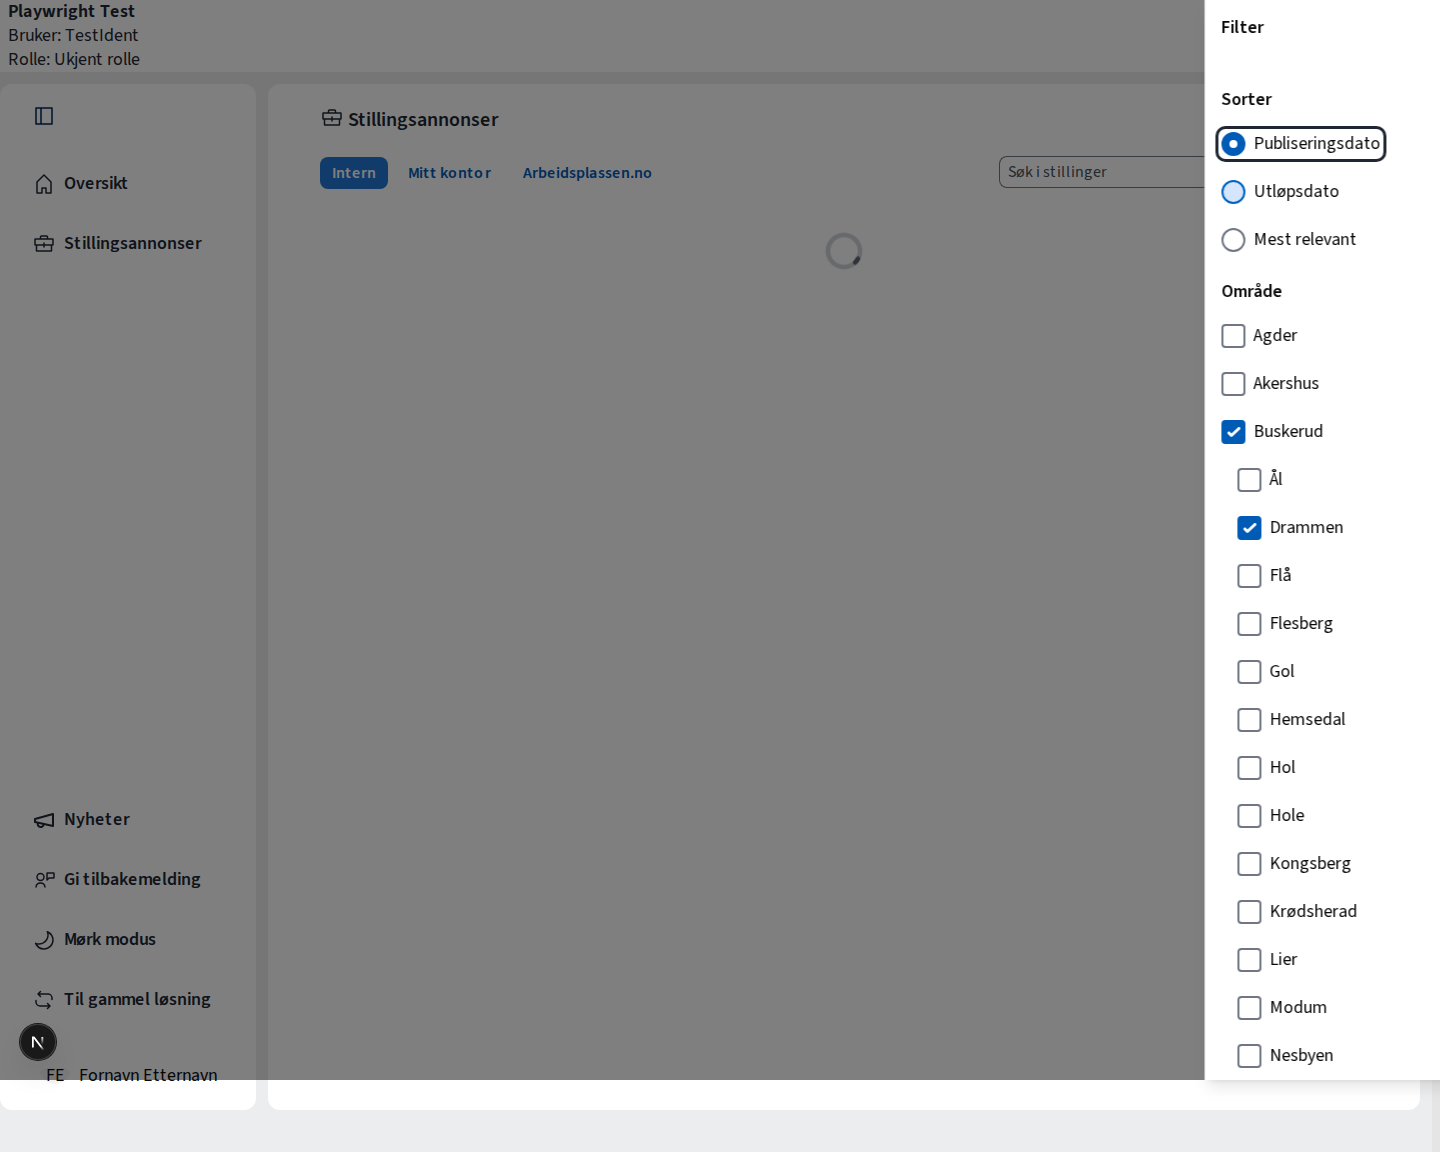 Playwright Test
Bruker: TestIdent
Rolle: Ukjent rolle
Oversikt
Stillingsannonser
Nyheter
Gi tilbakemelding
Mørk modus
Til gammel løsning
N
FE Fornavn Etternavn
Stillingsannonser
Intern Mitt kontor Arbeidsplassen.no
Søk i stillinger
Filter
Sorter
Publiseringsdato
Utløpsdato
Mest relevant
Område
Agder
Akershus
Buskerud
Ål
Drammen
Flå
Flesberg
Gol
Hemsedal
Hol
Hole
Kongsberg
Krødsherad
Lier
Modum
Nesbyen